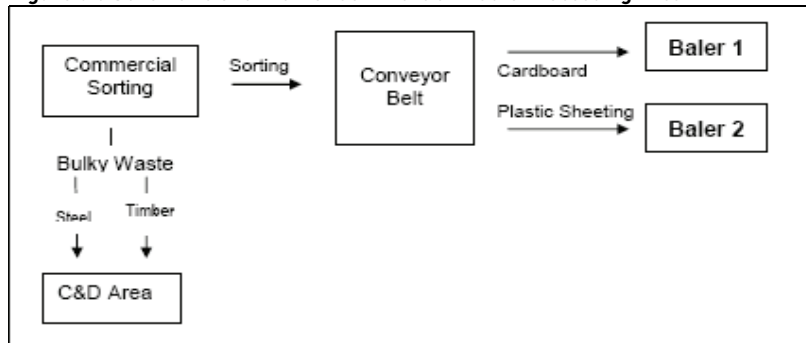 Commercial
Sorting
Sorting
Conveyor
Belt
Cardboard
Plastic Sheeting
Baler 1
Baler 2
Bulky Waste
Steel
Timber
C&D Area